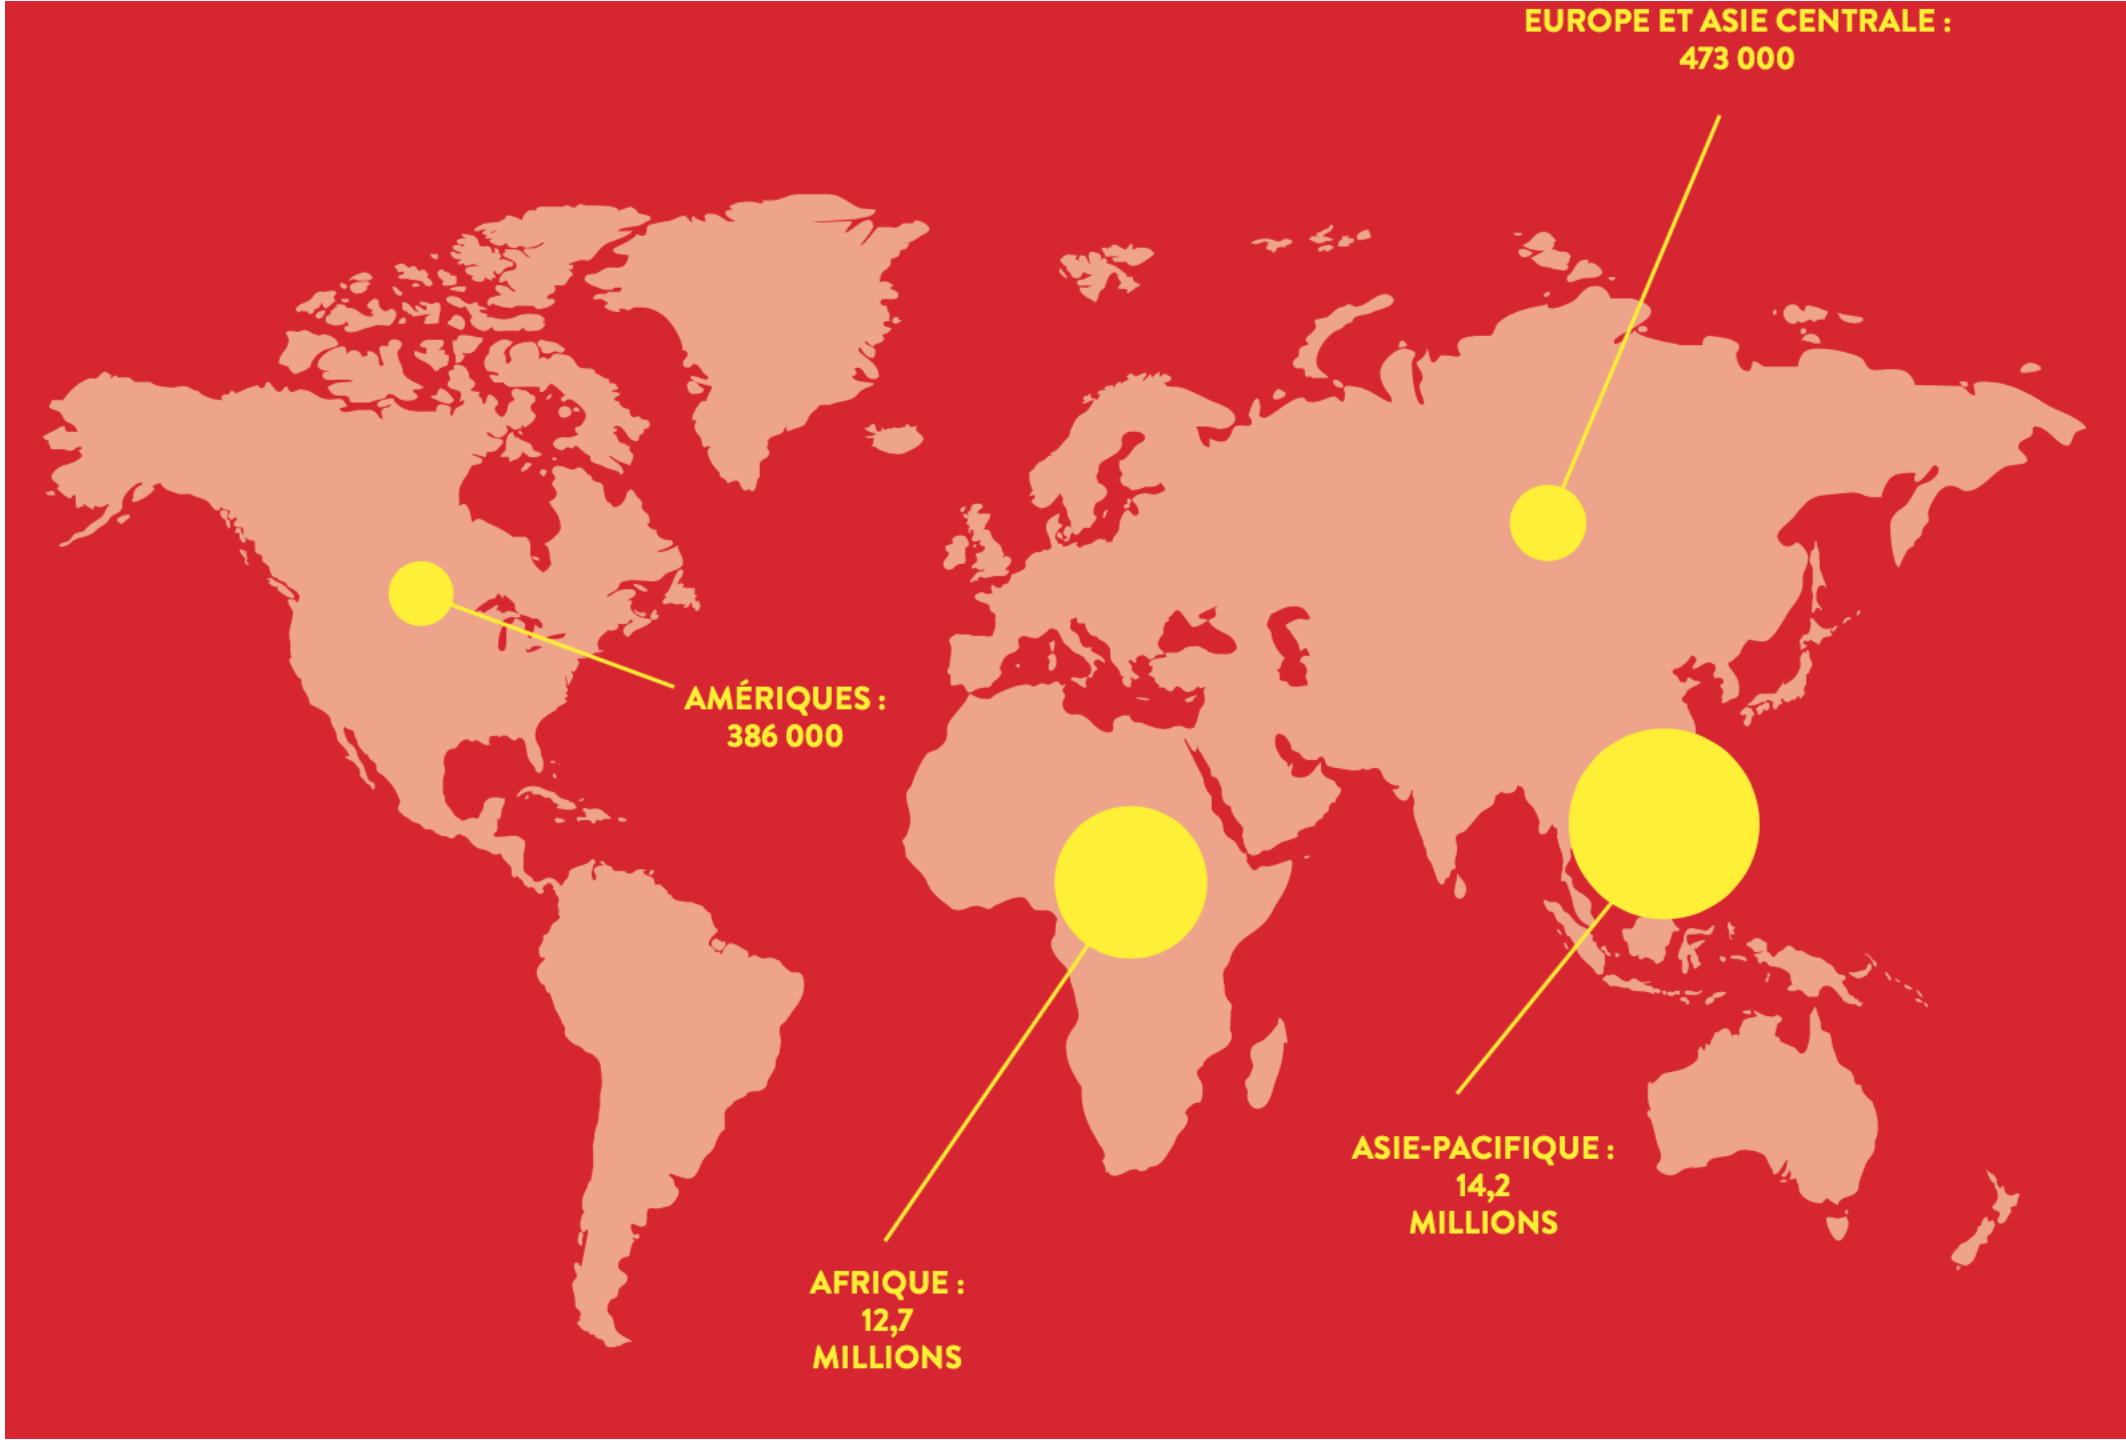 EUROPE ET ASIE CENTRALE :
473 000
AMÉRIQUES :
386 000
ASIE-PACIFIQUE :
14,2
MILLIONS
AFRIQUE :
12,7
MILLIONS